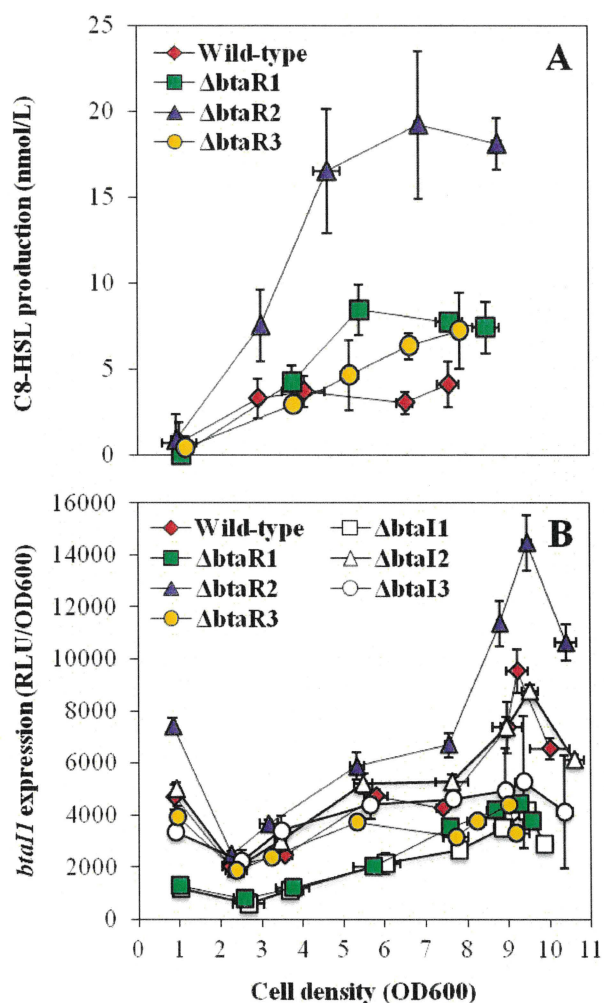 25
20
15
10
5
0
C8-HSL production (nmol/L)
Wild-type
ΔbtaR1
ΔbtaR2
ΔbtaR3
A
16000
14000
12000
10000
8000
6000
4000
2000
0
btaI1 expression (RLU/OD600)
Wild-type
ΔbtaR1
ΔbtaR2
ΔbtaR3
ΔbtaI1
ΔbtaI2
ΔbtaI3
B
0 1 2 3 4 5 6 7 8 9 10 11
Cell density (OD600)